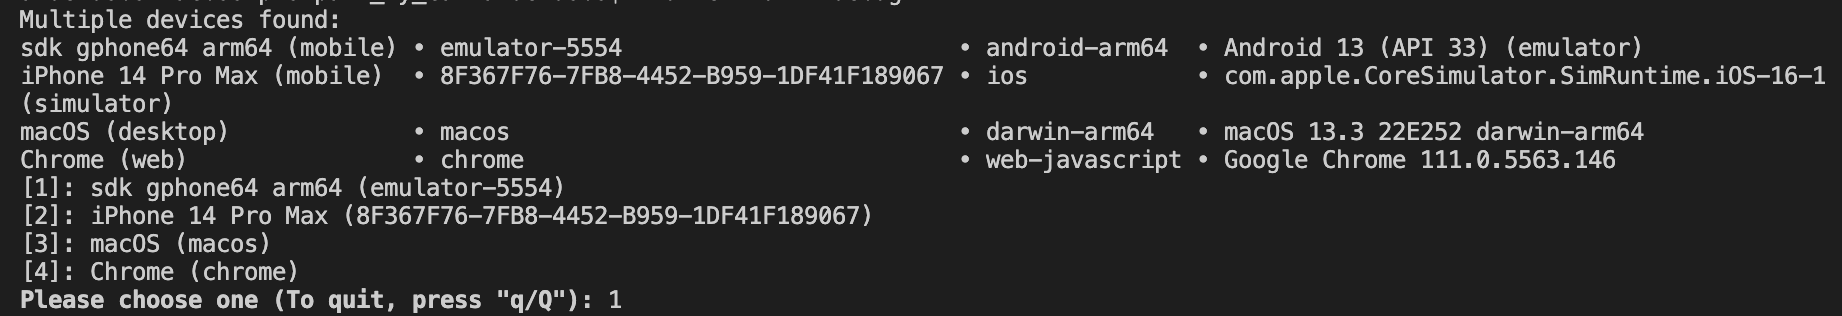 Multiple devices found:
sdk gphone64 arm64 (mobile) • emulator-5554 • android-arm64 • Android 13 (API 33) (emulator)
iPhone 14 Pro Max (mobile) • 8F367F76-7FB8-4452-B959-1DF41F189067 • ios • com.apple.CoreSimulator.SimRuntime.iOS-16-1
(simulator)
macOS (desktop) • macos • darwin-arm64 • macOS 13.3 22E252 darwin-arm64
Chrome (web) • chrome • web-javascript • Google Chrome 111.0.5563.146
[1]: sdk gphone64 arm64 (emulator-5554)
[2]: iPhone 14 Pro Max (8F367F76-7FB8-4452-B959-1DF41F189067)
[3]: macOS (macos)
[4]: Chrome (chrome)
Please choose one (To quit, press "q/Q"): 1